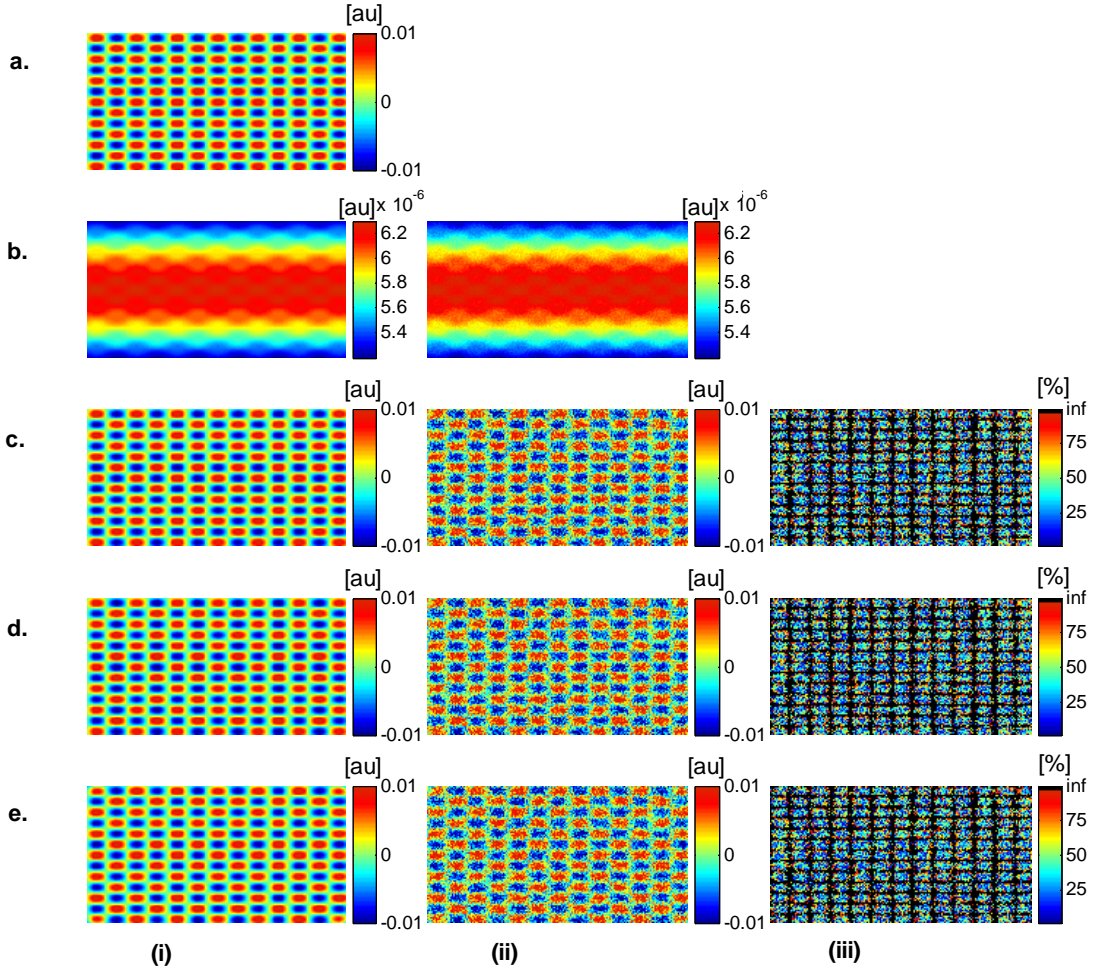 a.
[au]
0.01
0
-0.01
b.
[au] x 10-6
6.2
6
5.8
5.6
5.4
[au] x 10-6
6.2
6
5.8
5.6
5.4
c.
[au]
0.01
0
-0.01
[au]
0.01
0
-0.01
[%]
inf
75
50
25
d.
[au]
0.01
0
-0.01
[au]
0.01
0
-0.01
[%]
inf
75
50
25
e.
[au]
0.01
0
-0.01
[au]
0.01
0
-0.01
[%]
inf
75
50
25
(i)
(ii)
(iii)